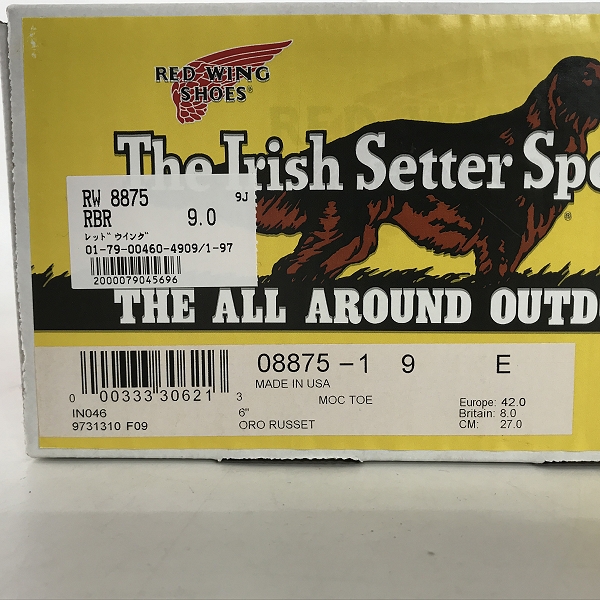 RED WING
SHOES®
The Irish Setter Spo
®
RW 8875 9J
RBR 9.0
レッドウイング
01-79-00460-4909/1-97
2000079045696
THE ALL AROUND OUTDO
08875-1 9 E
MADE IN USA
0 00333 30621 3
MOC TOE
Europe: 42.0
IN046 6" Britain: 8.0
9731310 F09 ORO RUSSET CM: 27.0